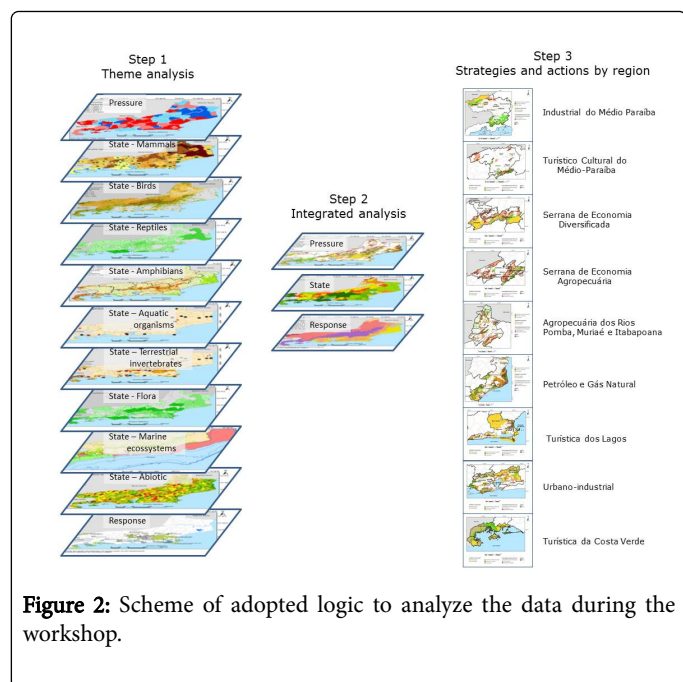 Step 1
Theme analysis
Pressure
State - Mammals
State - Birds
State - Reptiles
State - Amphibians
State – Aquatic
organisms
State – Terrestrial
invertebrates
State - Flora
State – Marine
ecosystems
State – Abiotic
Response
Step 2
Integrated analysis
Pressure
State
Response
Step 3
Strategies and actions by region
Industrial do Médio Paraíba
Turístico Cultural do
Médio-Paraíba
Serrana de Economia
Diversificada
Serrana de Economia
Agropecuária
Agropecuária dos Rios
Pomba, Muriaé e Itabapoana
Petróleo e Gás Natural
Turística dos Lagos
Urbano-industrial
Turística da Costa Verde
Figure 2: Scheme of adopted logic to analyze the data during the
workshop.